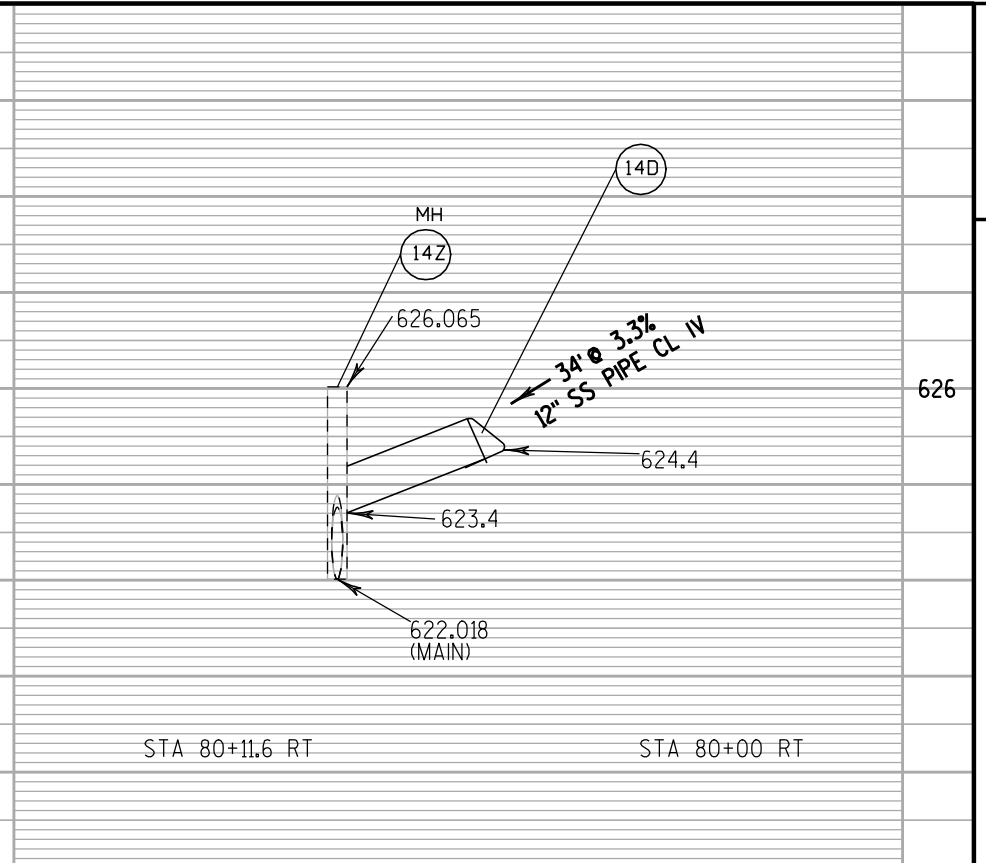 14D
MH
14Z
626.065
34' @ 3.3%
12" SS PIPE CL IV
626
624.4
623.4
622.018
(MAIN)
STA 80+11.6 RT
STA 80+00 RT